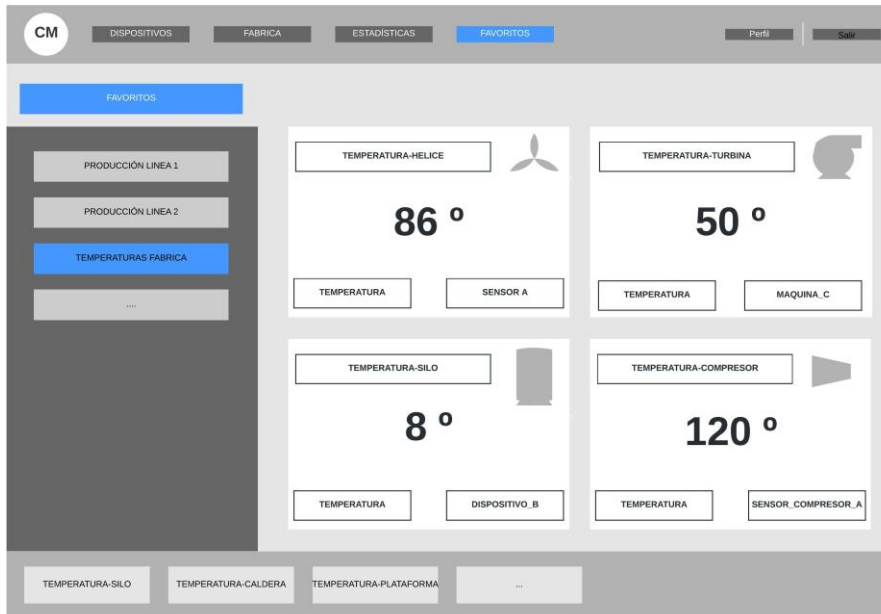 CM
DISPOSITIVOS
FABRICA
ESTADÍSTICAS
FAVORITOS
Perfil
Salir
FAVORITOS
PRODUCCIÓN LINEA 1
PRODUCCIÓN LINEA 2
TEMPERATURAS FABRICA
....
TEMPERATURA-HELICE
86 º
TEMPERATURA
SENSOR A
TEMPERATURA-TURBINA
50 º
TEMPERATURA
MAQUINA_C
TEMPERATURA-SILO
8 º
TEMPERATURA
DISPOSITIVO_B
TEMPERATURA-COMPRESOR
120 º
TEMPERATURA
SENSOR_COMPRESOR_A
TEMPERATURA-SILO
TEMPERATURA-CALDERA
TEMPERATURA-PLATAFORMA
...